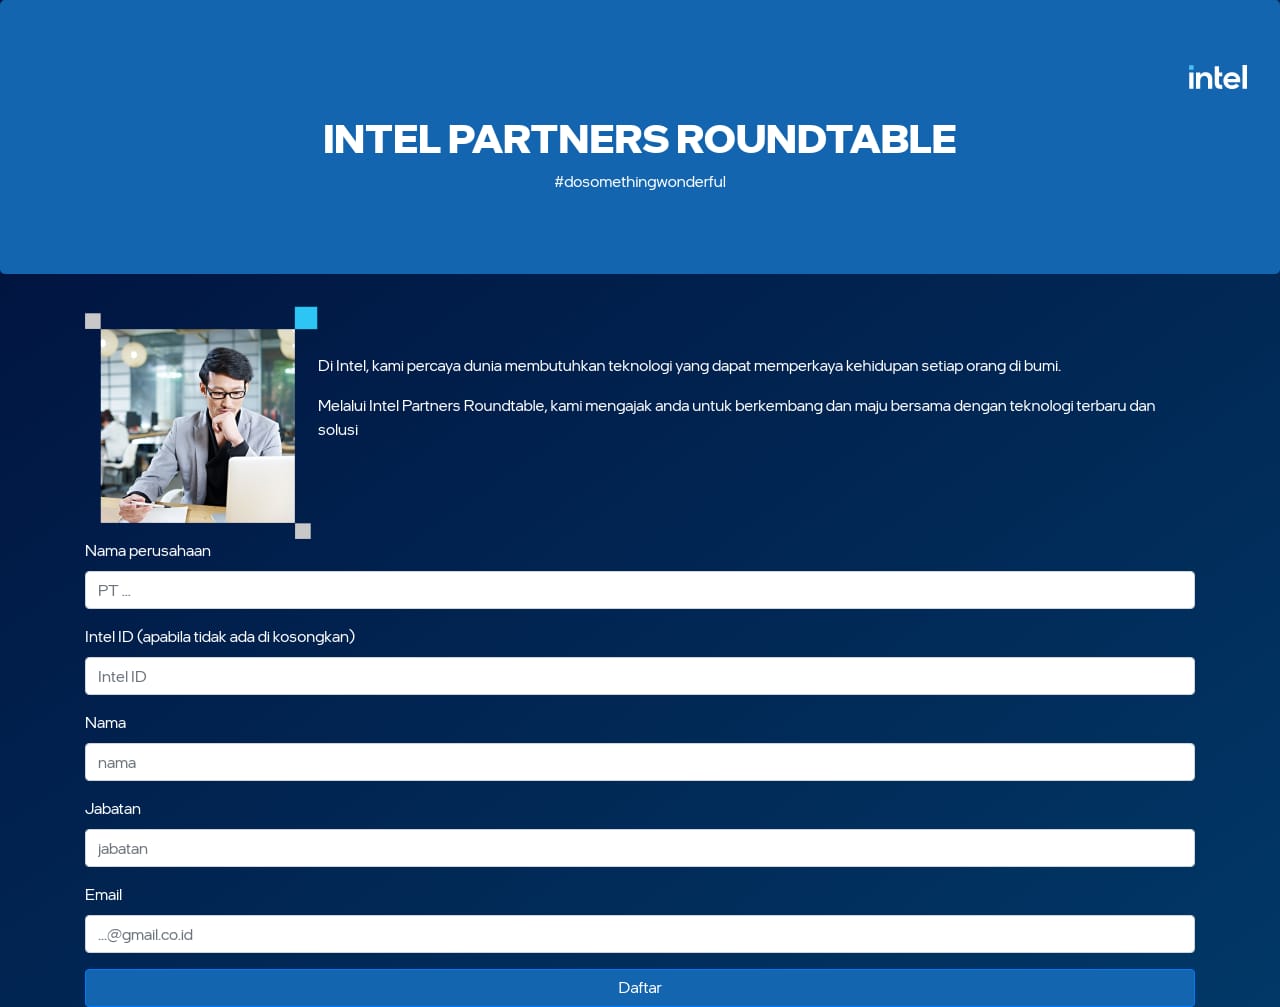 intel
INTEL PARTNERS ROUNDTABLE
#dosomethingwonderful
Di Intel, kami percaya dunia membutuhkan teknologi yang dapat memperkaya kehidupan setiap orang di bumi.
Melalui Intel Partners Roundtable, kami mengajak anda untuk berkembang dan maju bersama dengan teknologi terbaru dan
solusi
Nama perusahaan
PT ...
Intel ID (apabila tidak ada di kosongkan)
Intel ID
Nama
nama
Jabatan
jabatan
Email
...@gmail.co.id
Daftar